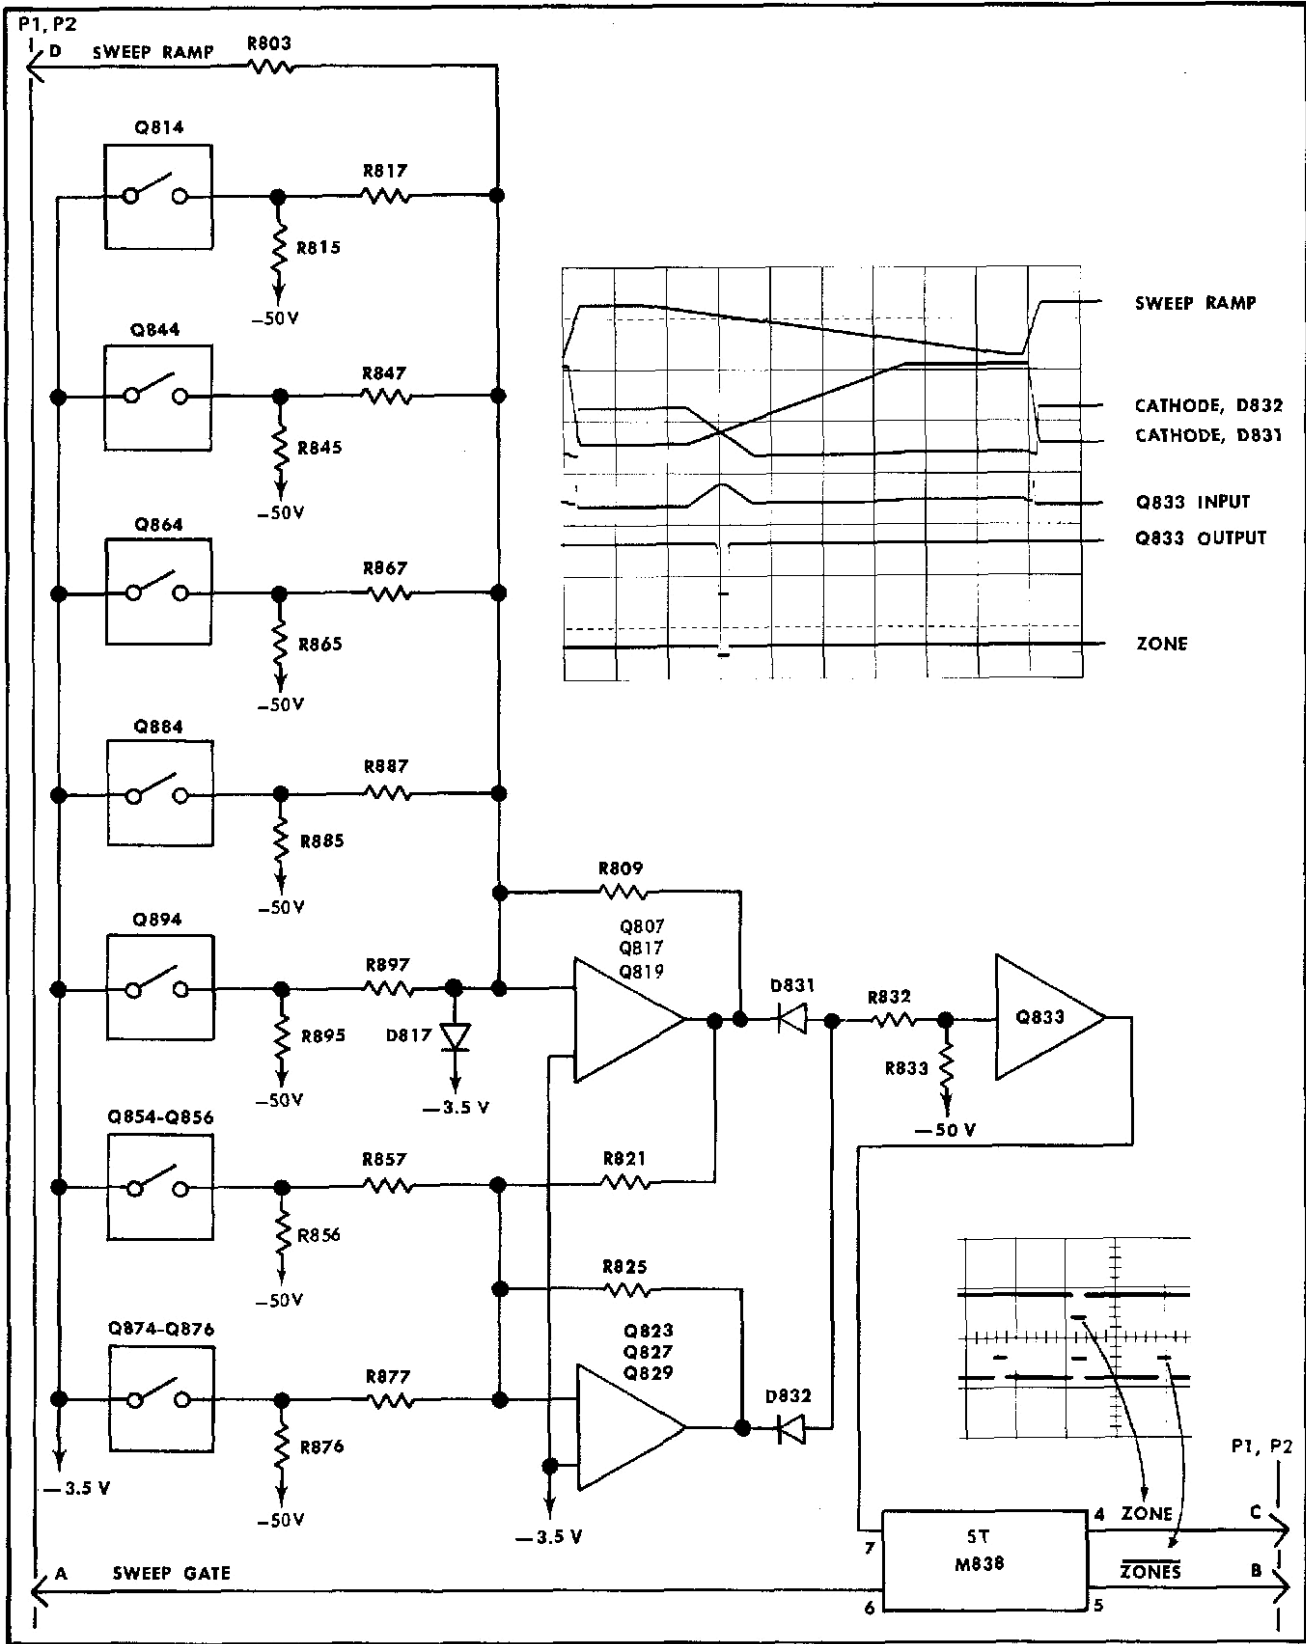 P1, P2
D SWEEP RAMP
R803
Q814
R817
R815
—50V
Q844
R847
R845
—50V
Q864
R867
R865
—50V
Q884
R887
R885
—50V
Q894
R897
R895
—50V
D817
—3.5 V
Q854-Q856
R857
R856
—50V
Q874-Q876
R877
R876
—50V
—3.5 V
SWEEP RAMP
CATHODE, D832
CATHODE, D831
Q833 INPUT
Q833 OUTPUT
ZONE
R809
Q807
Q817
Q819
D831
R832
Q833
R833
—50 V
R821
R825
Q823
Q827
Q829
D832
—3.5 V
P1, P2
4 ZONE C
7
ST
M838
ZONES B
6
5
A SWEEP GATE